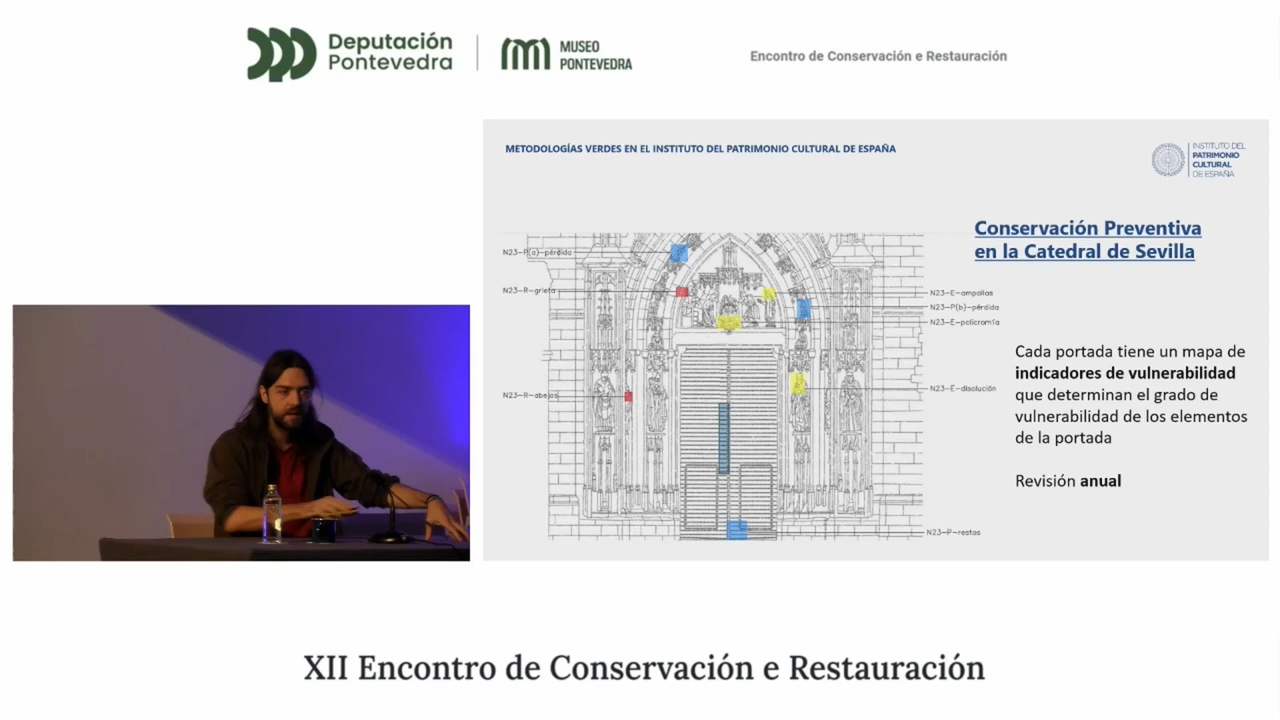 Deputación
Pontevedra
MUSEO
PONTEVEDRA
Encontro de Conservación e Restauración
METODOLOGÍAS VERDES EN EL INSTITUTO DEL PATRIMONIO CULTURAL DE ESPAÑA
INSTITUTO DEL
PATRIMONIO
CULTURAL
DE ESPAÑA
Conservación Preventiva
en la Catedral de Sevilla
N23-P(a)-pérdida
N23-R-grieta
N23-R-abejas
N23-E-ampollas
N23-P(b)-pérdida
N23-E-policromía
N23-E-disolución
N23-P-restos
Cada portada tiene un mapa de
indicadores de vulnerabilidad
que determinan el grado de
vulnerabilidad de los elementos
de la portada
Revisión anual
XII Encontro de Conservación e Restauración